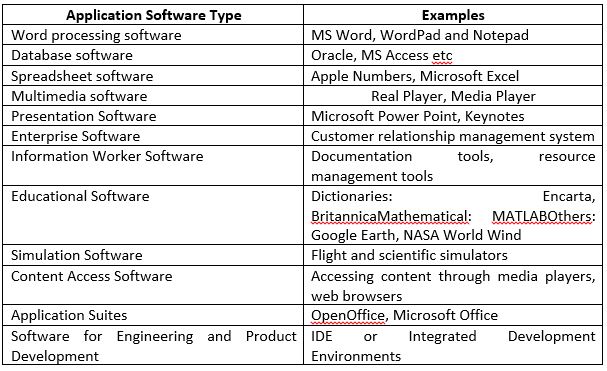 Application Software Type Examples
Word processing software MS Word, WordPad and Notepad
Database software Oracle, MS Access etc
Spreadsheet software Apple Numbers, Microsoft Excel
Multimedia software Real Player, Media Player
Presentation Software Microsoft Power Point, Keynotes
Enterprise Software Customer relationship management system
Information Worker Software Documentation tools, resource
management tools
Educational Software Dictionaries: Encarta,
BritannicaMathematical: MATLABOthers:
Google Earth, NASA World Wind
Simulation Software Flight and scientific simulators
Content Access Software Accessing content through media players,
web browsers
Application Suites OpenOffice, Microsoft Office
Software for Engineering and Product IDE or Integrated Development
Development Environments